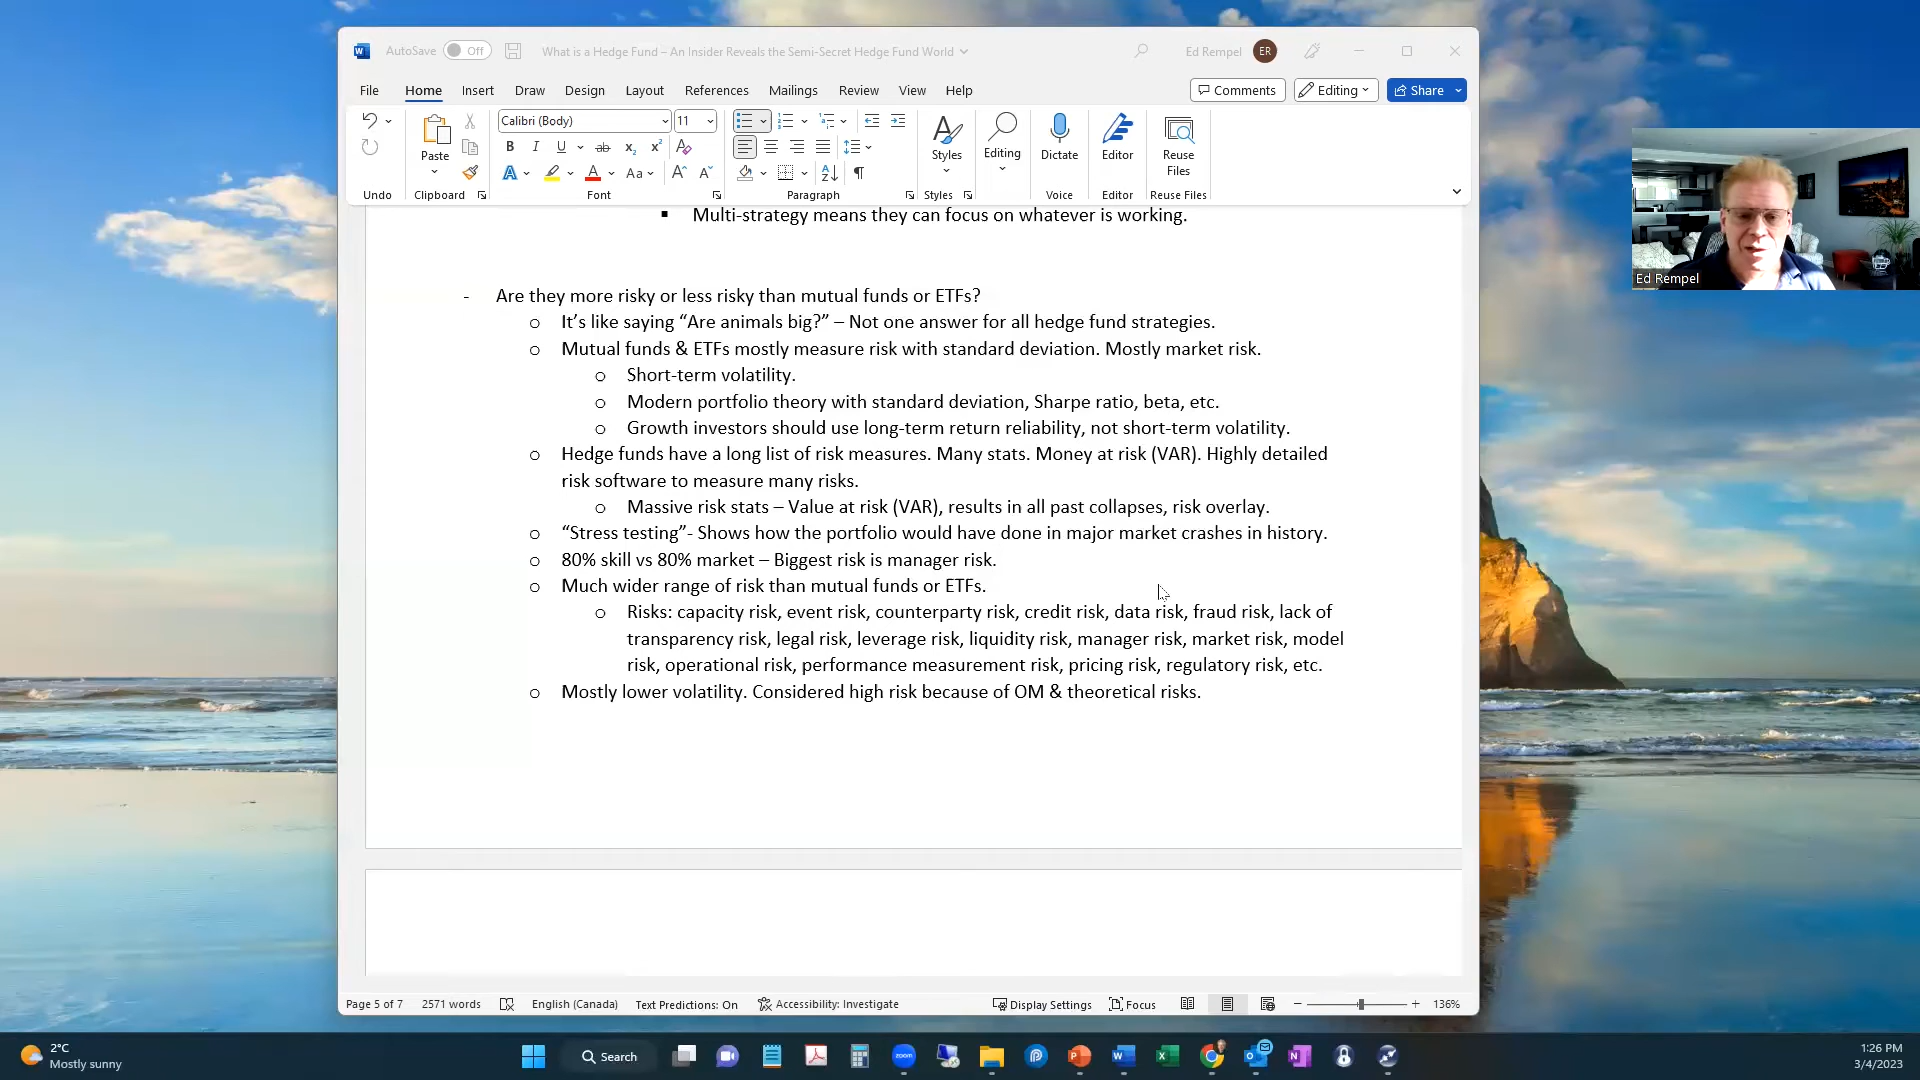 AutoSave Off What is a Hedge Fund – An Insider Reveals the Semi-Secret Hedge Fund World Ed Rempel ER
File Home Insert Draw Design Layout References Mailings Review View Help Comments Editing Share
Calibri (Body) 11
Paste Styles Editing Dictate Editor Reuse Files
Undo Clipboard Font Paragraph Styles Voice Editor Reuse Files
Ed Rempel
▪ Multi-strategy means they can focus on whatever is working.
- Are they more risky or less risky than mutual funds or ETFs?
o It’s like saying “Are animals big?” – Not one answer for all hedge fund strategies.
o Mutual funds & ETFs mostly measure risk with standard deviation. Mostly market risk.
o Short-term volatility.
o Modern portfolio theory with standard deviation, Sharpe ratio, beta, etc.
o Growth investors should use long-term return reliability, not short-term volatility.
o Hedge funds have a long list of risk measures. Many stats. Money at risk (VAR). Highly detailed
risk software to measure many risks.
o Massive risk stats – Value at risk (VAR), results in all past collapses, risk overlay.
o “Stress testing”- Shows how the portfolio would have done in major market crashes in history.
o 80% skill vs 80% market – Biggest risk is manager risk.
o Much wider range of risk than mutual funds or ETFs.
o Risks: capacity risk, event risk, counterparty risk, credit risk, data risk, fraud risk, lack of
transparency risk, legal risk, leverage risk, liquidity risk, manager risk, market risk, model
risk, operational risk, performance measurement risk, pricing risk, regulatory risk, etc.
o Mostly lower volatility. Considered high risk because of OM & theoretical risks.
Page 5 of 7 2571 words English (Canada) Text Predictions: On Accessibility: Investigate Display Settings Focus 136%
2°C
Mostly sunny
Search
zoom
1:26 PM
3/4/2023